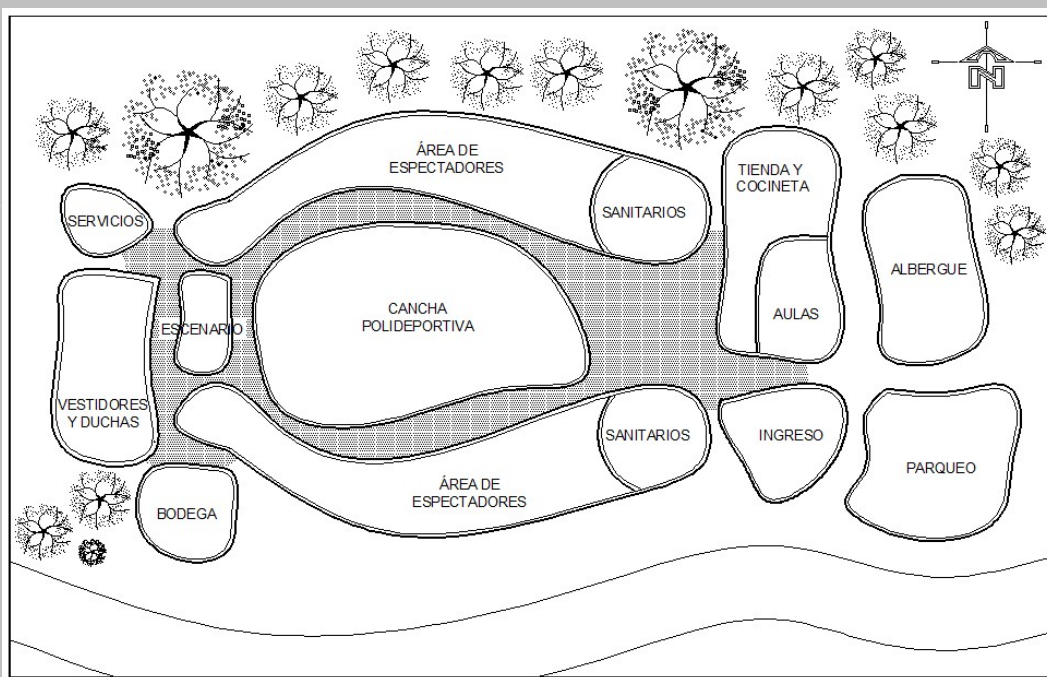 ÁREA DE
ESPECTADORES
TIENDA Y
COCINETA
SERVICIOS
SANITARIOS
N
ALBERGUE
CANCHA
POLIDEPORTIVA
ESCENARIO
AULAS
VESTIDORES
Y DUCHAS
SANITARIOS
INGRESO
PARQUEO
ÁREA DE
ESPECTADORES
BODEGA